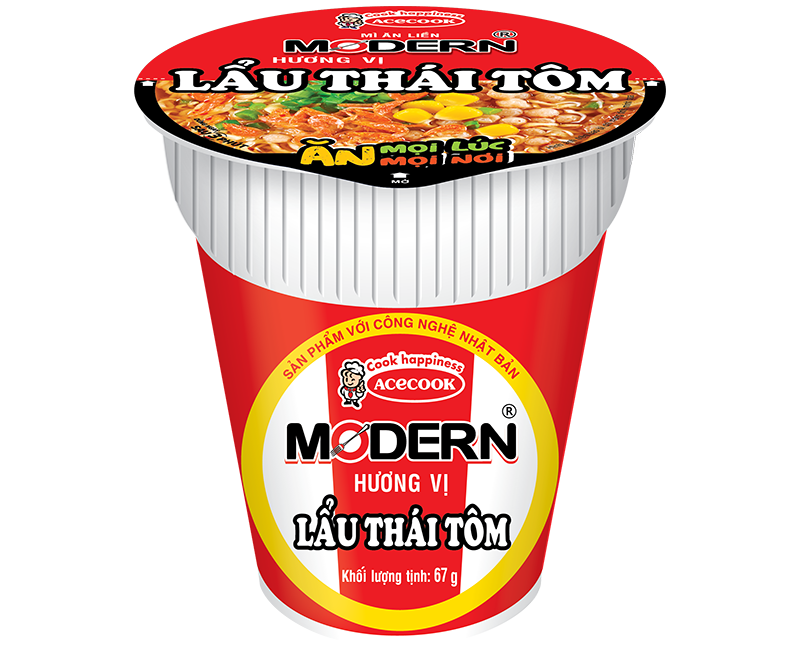 Cook happiness
ACECOOK
MÌ ĂN LIỀN
MODERN®
HƯƠNG VỊ
LẨU THÁI TÔM
ĂN MỌI LÚC
MỌI NƠI
MỞ
SẢN PHẨM VỚI CÔNG NGHỆ NHẬT BẢN
Cook happiness
ACECOOK
MODERN®
HƯƠNG VỊ
LẨU THÁI TÔM
Khối lượng tịnh: 67 g